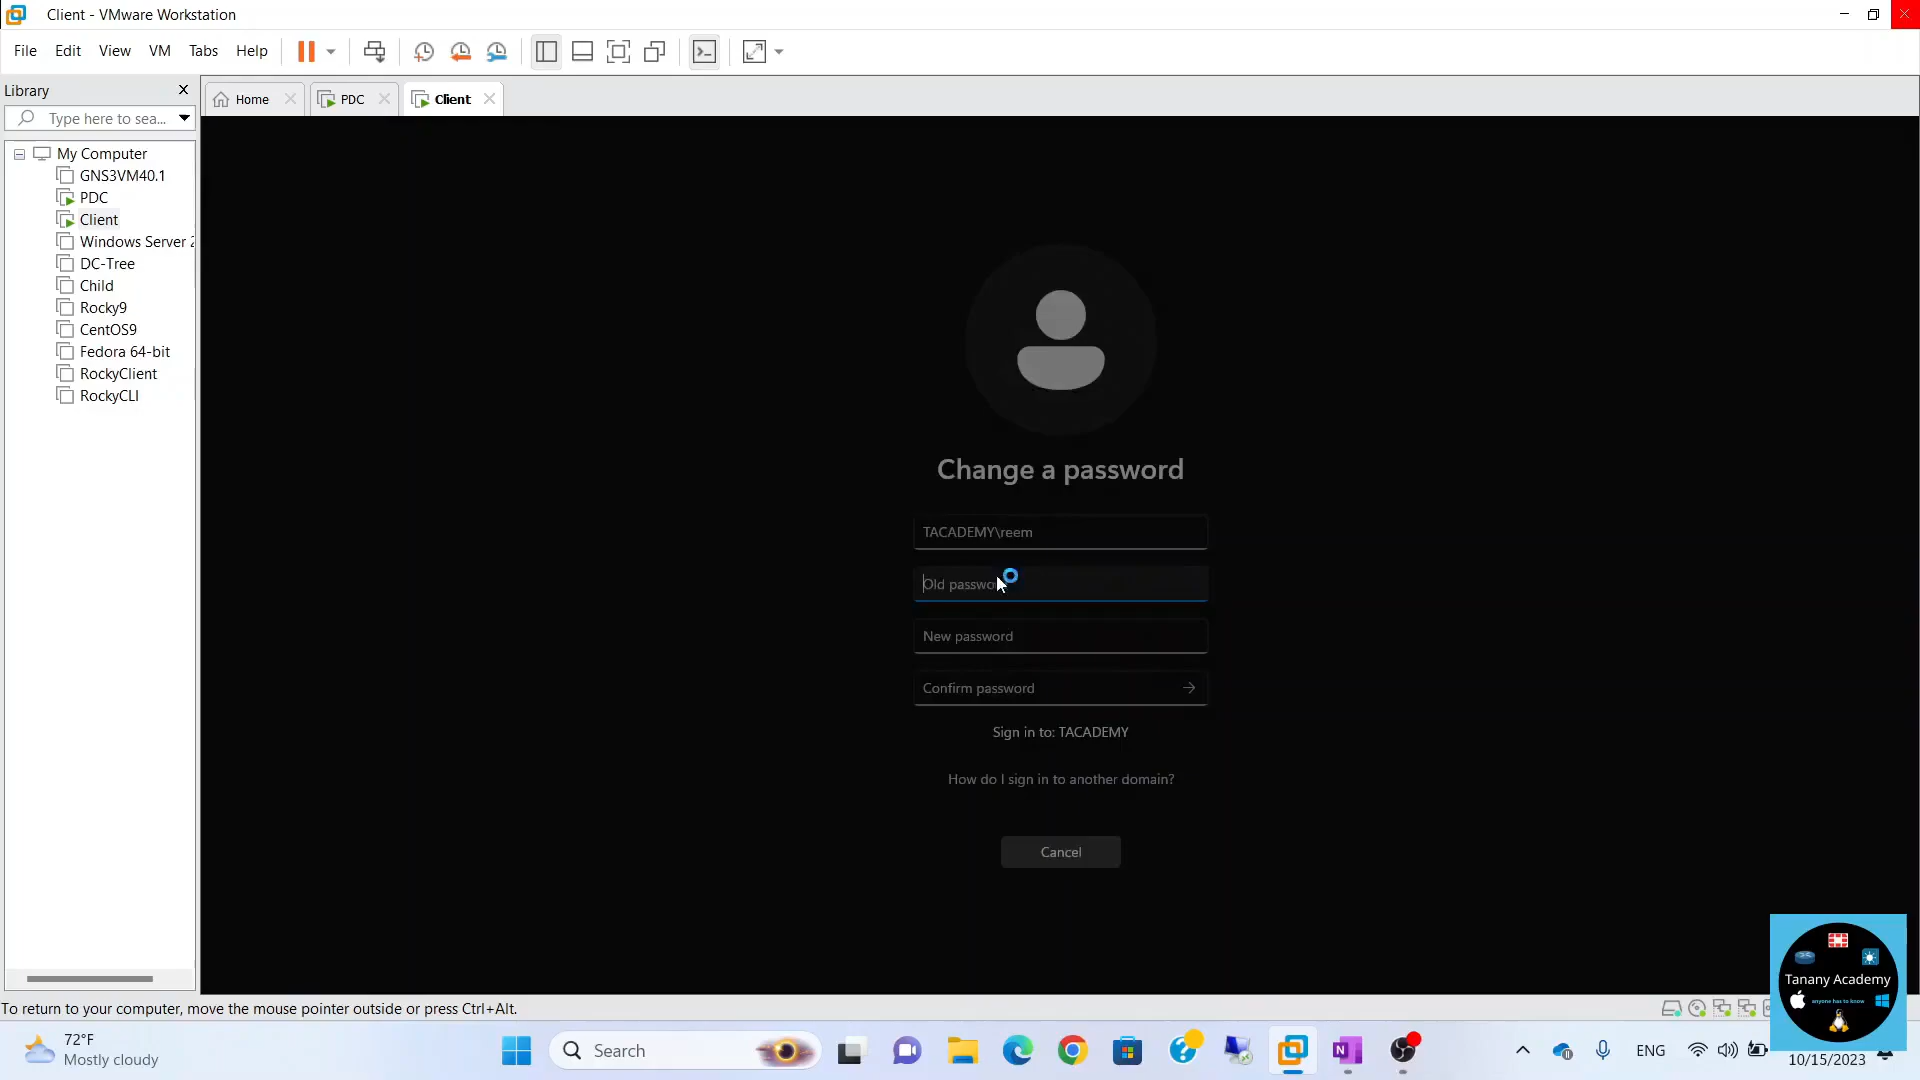 Client - VMware Workstation
File Edit View VM Tabs Help
Library
Type here to sea...
Home
PDC
Client
My Computer
GNS3VM40.1
PDC
Client
Windows Server 2
DC-Tree
Child
Rocky9
CentOS9
Fedora 64-bit
RockyClient
RockyCLI
Change a password
TACADEMY\reem
Old passwo
New password
Confirm password
Sign in to: TACADEMY
How do I sign in to another domain?
Cancel
Tanany Academy
anyone has to know
To return to your computer, move the mouse pointer outside or press Ctrl+Alt.
72°F
Mostly cloudy
Search
ENG
10/15/2023